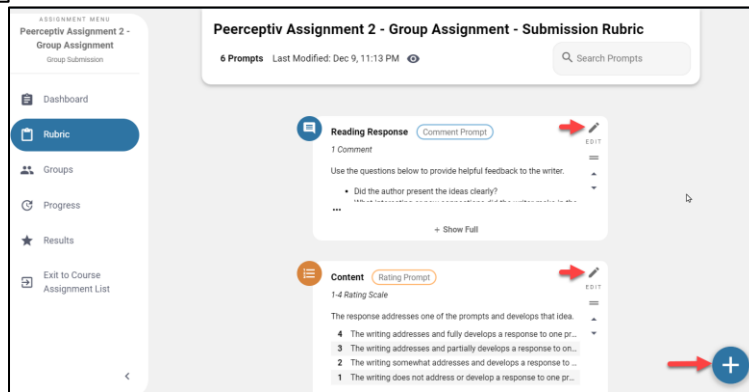 ASSIGNMENT MENU
Peerceptiv Assignment 2 -
Group Assignment
Group Submission
Dashboard
Rubric
Groups
Progress
Results
Exit to Course
Assignment List
Peerceptiv Assignment 2 - Group Assignment - Submission Rubric
6 Prompts Last Modified: Dec 9, 11:13 PM
Search Prompts
Reading Response Comment Prompt
EDIT
1 Comment
Use the questions below to provide helpful feedback to the writer.
• Did the author present the ideas clearly?
...
+ Show Full
Content Rating Prompt
EDIT
1-4 Rating Scale
The response addresses one of the prompts and develops that idea.
4 The writing addresses and fully develops a response to one pr...
3 The writing addresses and partially develops a response to on...
2 The writing somewhat addresses and develops a response to ...
1 The writing does not address or develop a response to one pr...